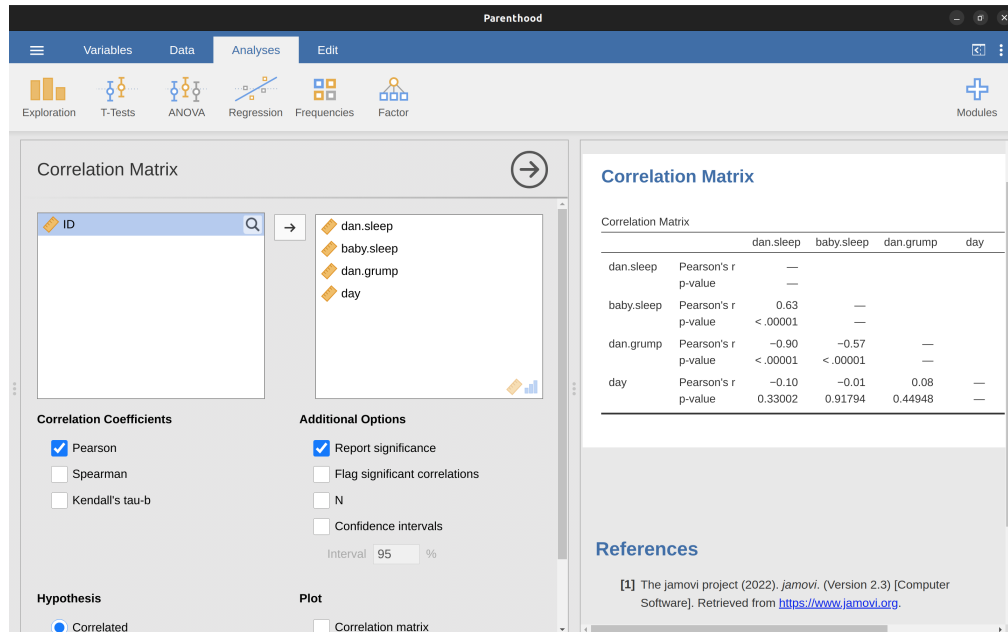 Parenthood
Variables Data Analyses Edit
Exploration T-Tests ANOVA Regression Frequencies Factor Modules
Correlation Matrix
ID
dan.sleep
baby.sleep
dan.grump
day
Correlation Coefficients
Pearson
Spearman
Kendall's tau-b
Additional Options
Report significance
Flag significant correlations
N
Confidence intervals
Interval 95 %
Hypothesis
Correlated
Plot
Correlation matrix
Correlation Matrix
Correlation Matrix
dan.sleep baby.sleep dan.grump day
dan.sleep Pearson's r —
p-value —
baby.sleep Pearson's r 0.63 —
p-value < .00001 —
dan.grump Pearson's r −0.90 −0.57 —
p-value < .00001 < .00001 —
day Pearson's r −0.10 −0.01 0.08 —
p-value 0.33002 0.91794 0.44948 —
References
[1] The jamovi project (2022). jamovi. (Version 2.3) [Computer
Software]. Retrieved from https://www.jamovi.org.